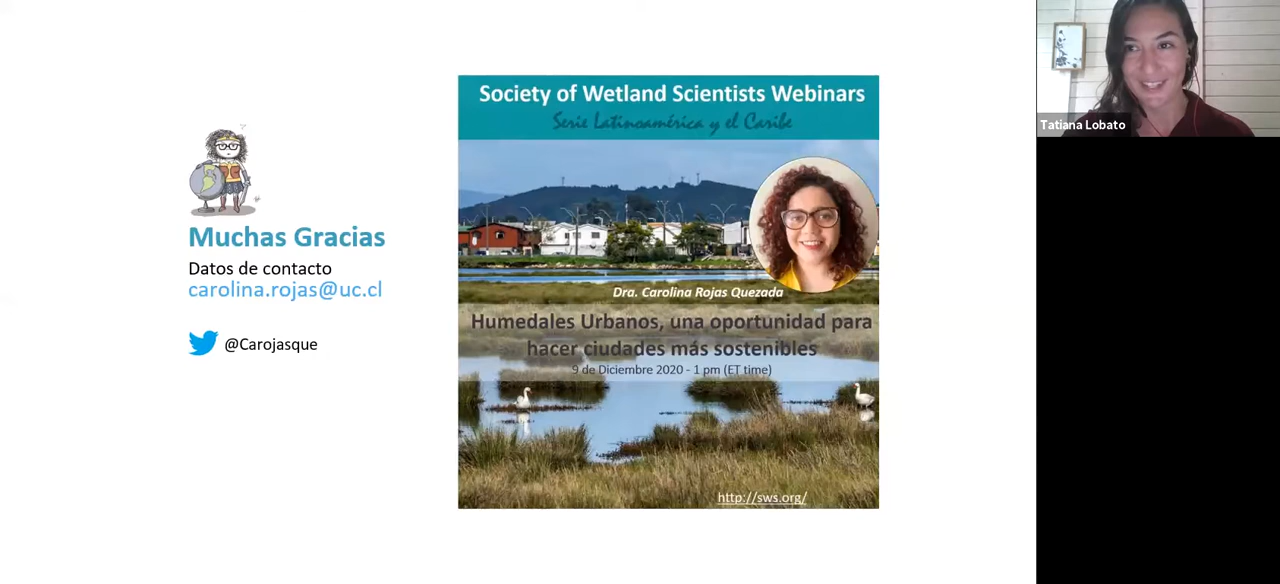 Society of Wetland Scientists Webinars
Serie Latinoamérica y el Caribe
Dra. Carolina Rojas Quezada
Humedales Urbanos, una oportunidad para
hacer ciudades más sostenibles
9 de Diciembre 2020 - 1 pm (ET time)
http://sws.org/
Muchas Gracias
Datos de contacto
carolina.rojas@uc.cl
@Carojasque
Tatiana Lobato